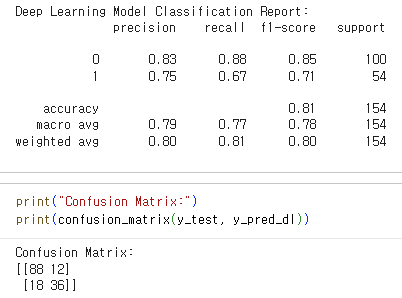 Deep Learning Model Classification Report:
precision recall f1-score support
0 0.83 0.88 0.85 100
1 0.75 0.67 0.71 54
accuracy 0.81 154
macro avg 0.79 0.77 0.78 154
weighted avg 0.80 0.81 0.80 154
print("Confusion Matrix:")
print(confusion_matrix(y_test, y_pred_dl))
Confusion Matrix:
[[88 12]
[18 36]]